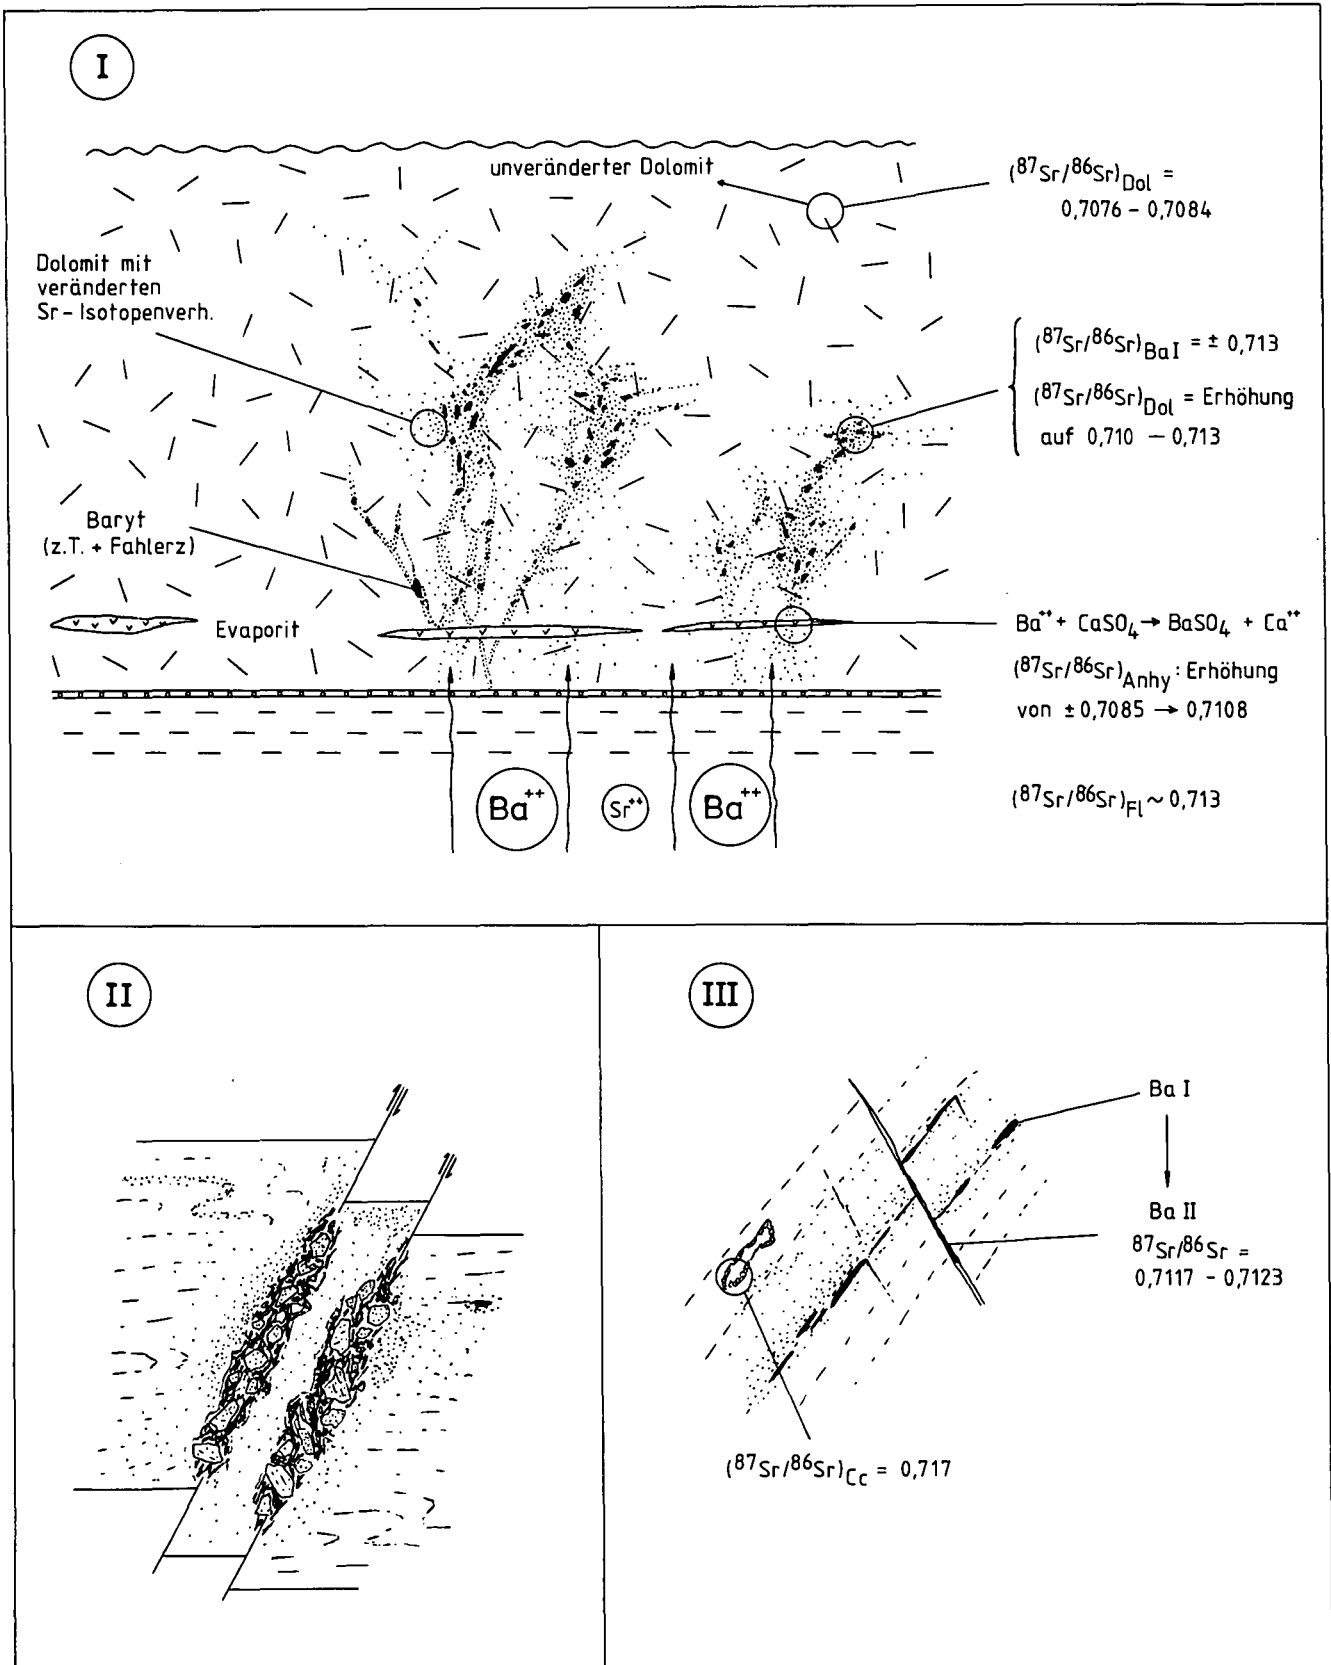 I
unveränderter Dolomit
(87Sr/86Sr)Dol =
0,7076 – 0,7084
Dolomit mit
veränderten
Sr-Isotopenverh.
(87Sr/86Sr)Ba I = ± 0,713
(87Sr/86Sr)Dol = Erhöhung
auf 0,710 – 0,713
Baryt
(z.T. + Fahlerz)
Evaporit
Ba++ + CaSO4 → BaSO4 + Ca++
(87Sr/86Sr)Anhy : Erhöhung
von ± 0,7085 → 0,7108
Ba++ Sr++ Ba++
(87Sr/86Sr)Fl ~ 0,713
II
III
Ba I
Ba II
87Sr/86Sr =
0,7117 – 0,7123
(87Sr/86Sr)Cc = 0,717